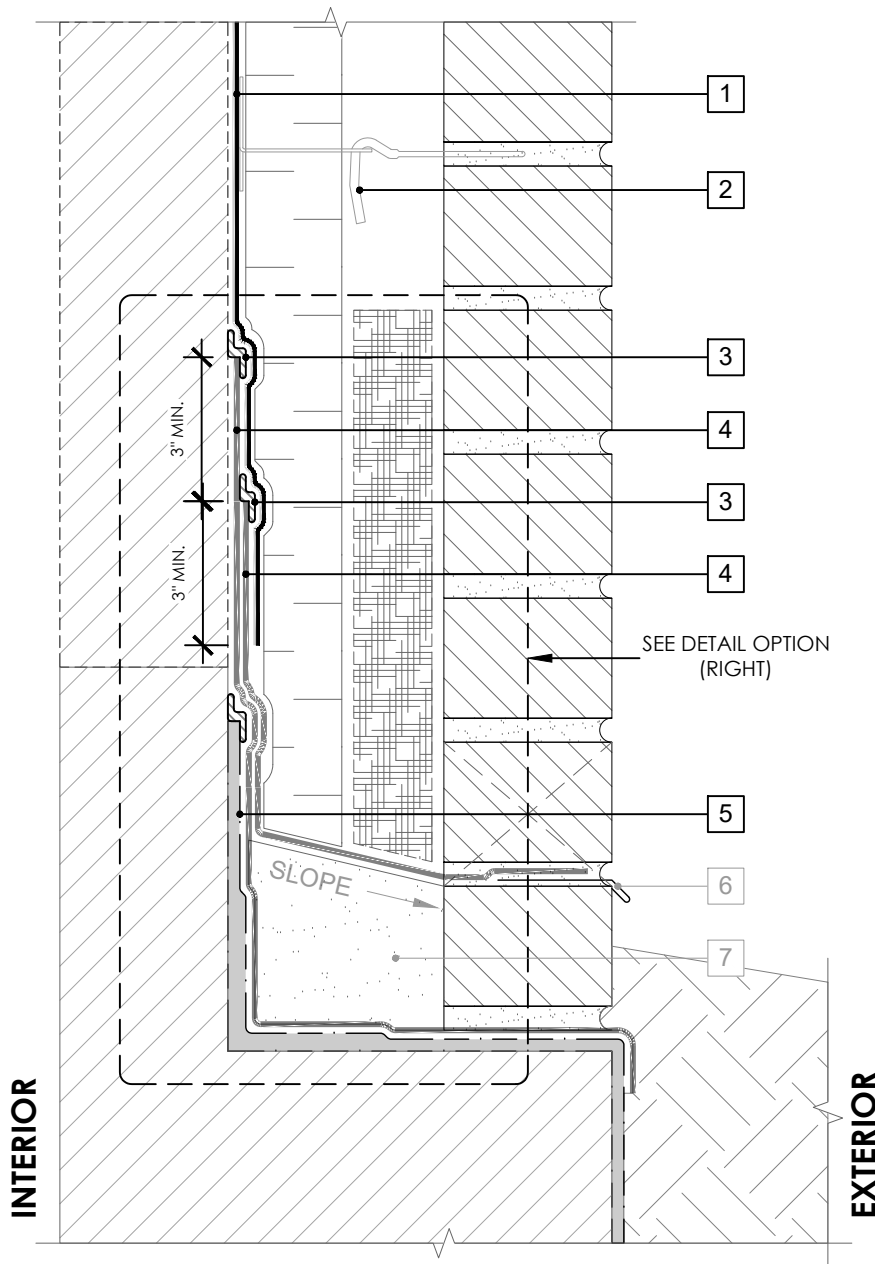 1
2
3
3" MIN.
4
3
3" MIN.
4
SEE DETAIL OPTION
(RIGHT)
5
SLOPE
6
7
INTERIOR
EXTERIOR